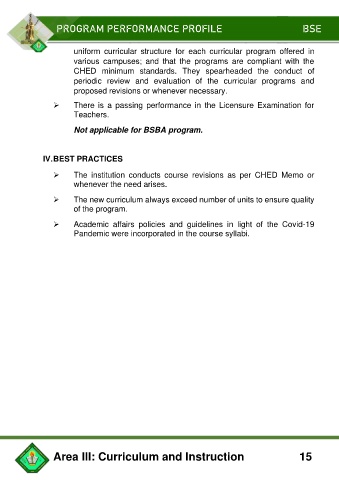 PROGRAM PERFORMANCE PROFILE BSE
uniform curricular structure for each curricular program offered in
various campuses; and that the programs are compliant with the
CHED minimum standards. They spearheaded the conduct of
periodic review and evaluation of the curricular programs and
proposed revisions or whenever necessary.
➢ There is a passing performance in the Licensure Examination for
Teachers.
Not applicable for BSBA program.
IV.BEST PRACTICES
➢ The institution conducts course revisions as per CHED Memo or
whenever the need arises.
➢ The new curriculum always exceed number of units to ensure quality
of the program.
➢ Academic affairs policies and guidelines in light of the Covid-19
Pandemic were incorporated in the course syllabi.
Area III: Curriculum and Instruction 15